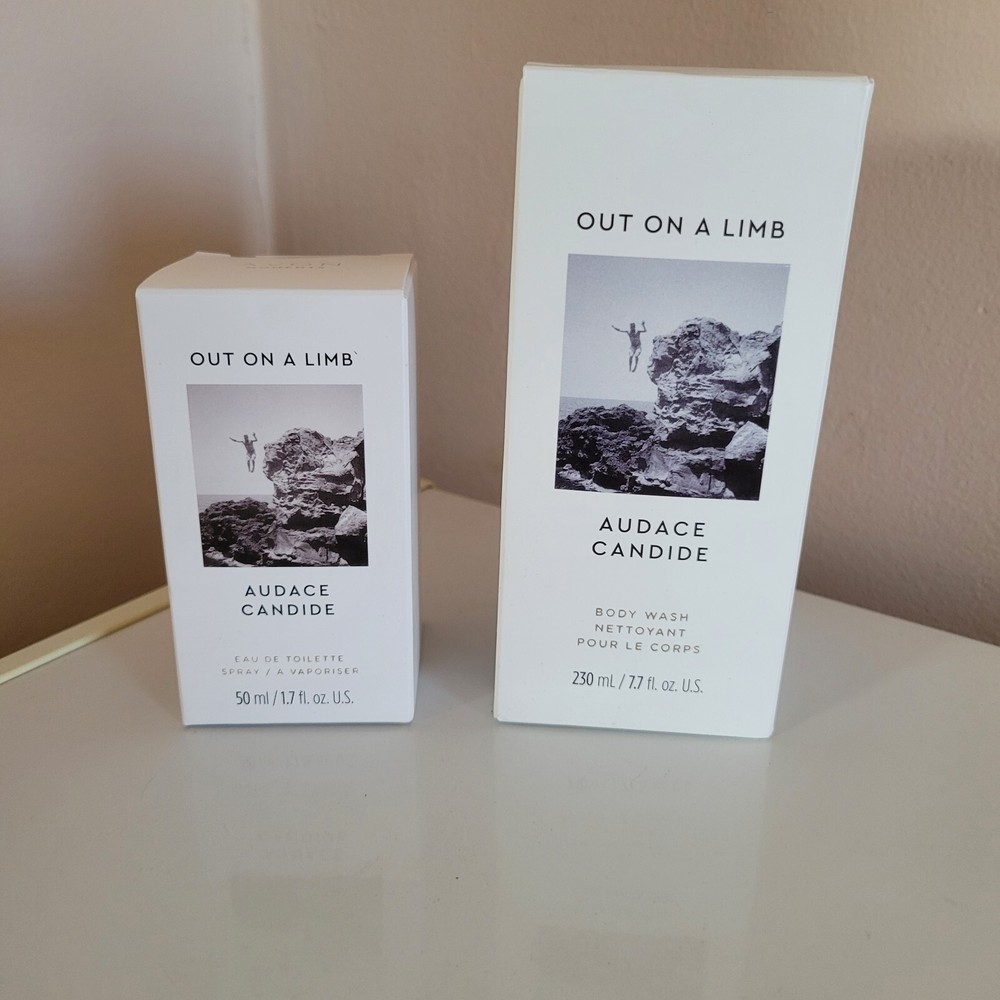 OUT ON A LIMB
AUDACE
CANDIDE
EAU DE TOILETTE
SPRAY / A VAPORISER
50 ml / 1.7 fl. oz. U.S.
OUT ON A LIMB
AUDACE
CANDIDE
BODY WASH
NETTOYANT
POUR LE CORPS
230 mL / 7.7 fl. oz. U.S.